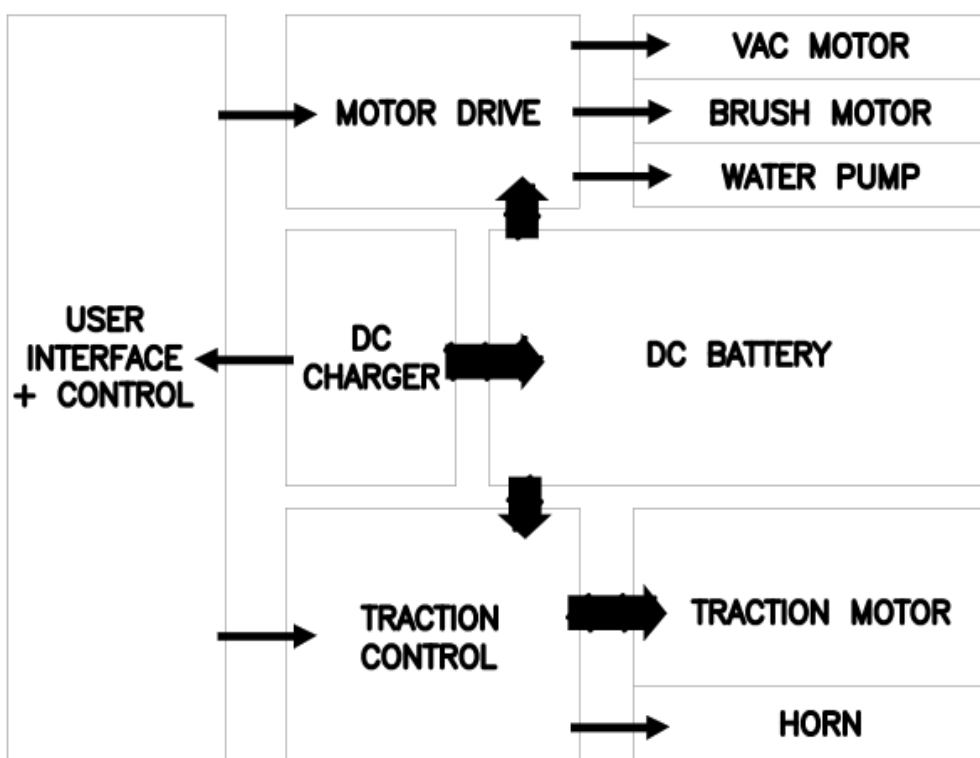 VAC MOTOR
MOTOR DRIVE
BRUSH MOTOR
WATER PUMP
USER
INTERFACE
+ CONTROL
DC
CHARGER
DC BATTERY
TRACTION
CONTROL
TRACTION MOTOR
HORN